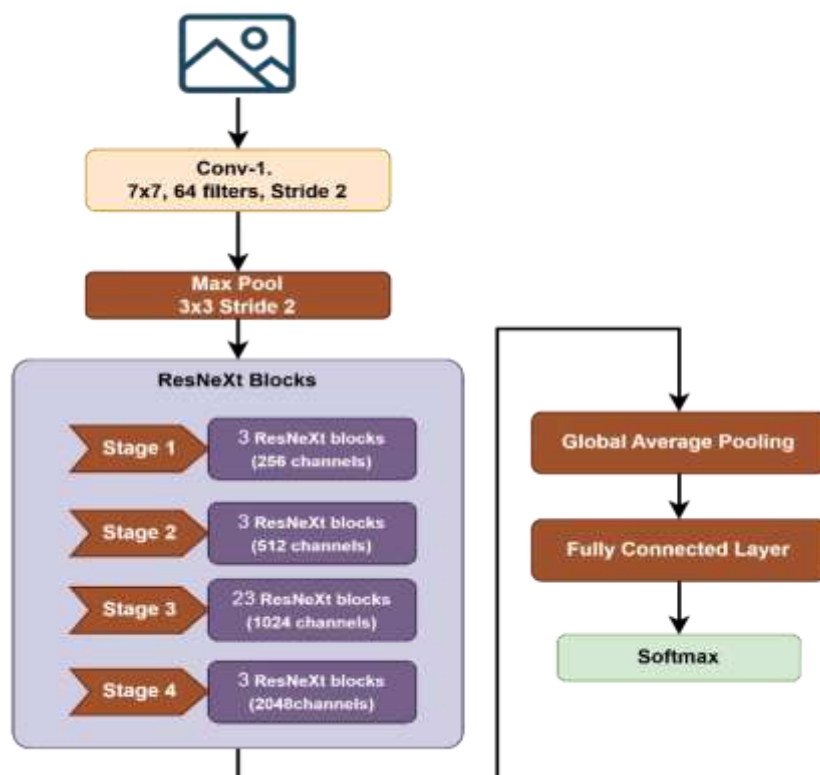 Conv-1.
7x7, 64 filters, Stride 2
Max Pool
3x3 Stride 2
ResNeXt Blocks
Stage 1
3 ResNeXt blocks
(256 channels)
Stage 2
3 ResNeXt blocks
(512 channels)
Stage 3
23 ResNeXt blocks
(1024 channels)
Stage 4
3 ResNeXt blocks
(2048channels)
Global Average Pooling
Fully Connected Layer
Softmax